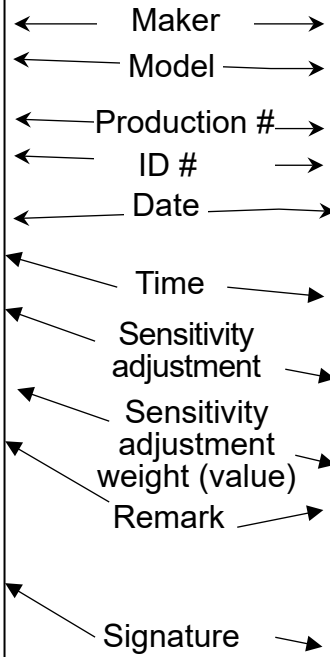 Maker
Model
Production #
ID #
Date
Time
Sensitivity
adjustment
Sensitivity
adjustment
weight (value)
Remark
Signature